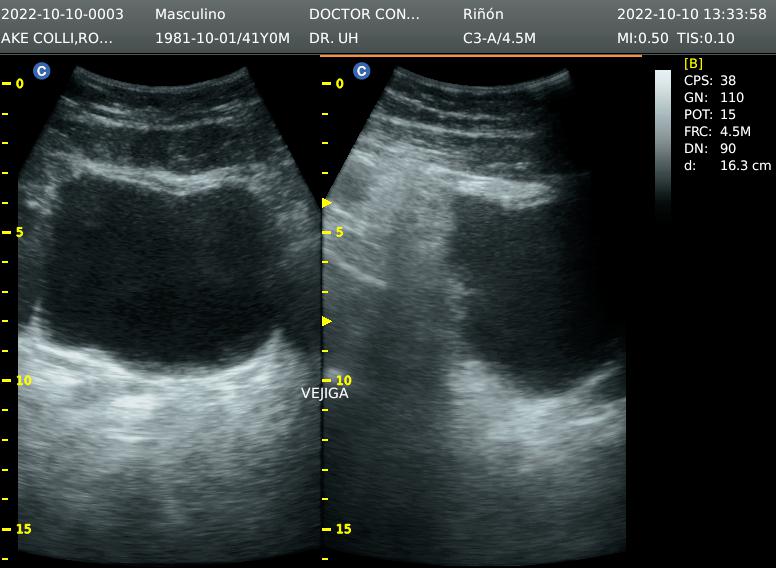 2022-10-10-0003 Masculino DOCTOR CON... Riñón 2022-10-10 13:33:58
AKE COLLI,RO... 1981-10-01/41Y0M DR. UH C3-A/4.5M MI:0.50 TIS:0.10
C
0
5
10
15
C
0
5
10
15
VEJIGA
[B]
CPS: 38
GN: 110
POT: 15
FRC: 4.5M
DN: 90
d: 16.3 cm